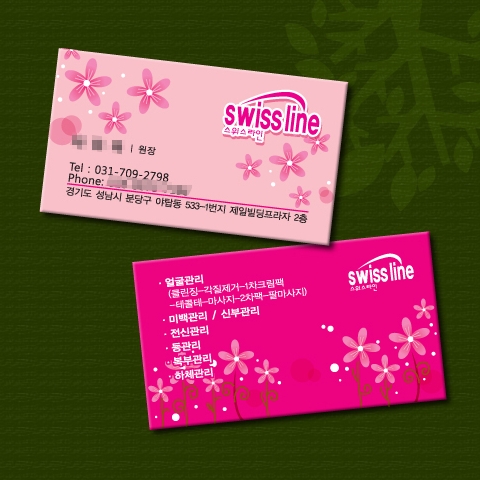 swiss line
스위스라인
| 원장
Tel : 031-709-2798
Phone:
경기도 성남시 분당구 야탑동 533-1번지 제일빌딩프라자 2층
swiss line
스위스라인
· 얼굴관리
(클린징-각질제거-1차크림팩
-데콜테-마사지-2차팩-팔마사지)
· 미백관리 / 신부관리
· 전신관리
· 등관리
· 복부관리
· 하체관리